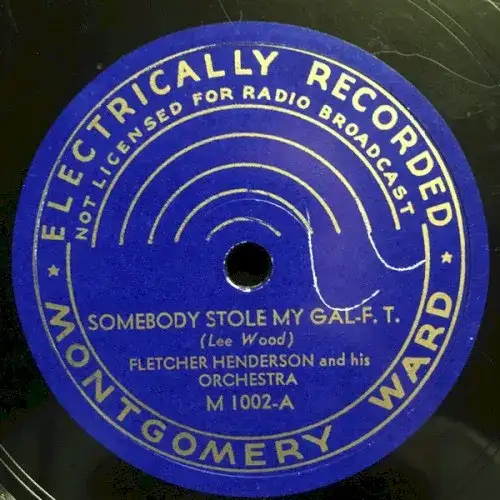 ELECTRICALLY RECORDED
NOT LICENSED FOR RADIO BROADCAST
SOMEBODY STOLE MY GAL-F. T.
(Lee Wood)
FLETCHER HENDERSON and his
ORCHESTRA
M 1002-A
MONTGOMERY WARD